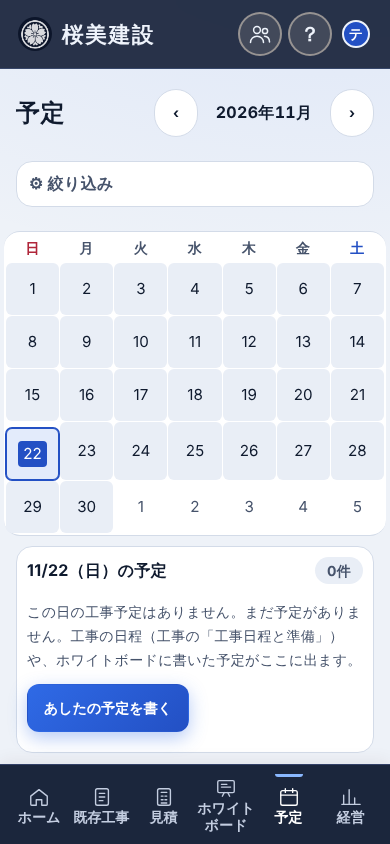 桜美建設
?
テ
予定
‹
2026年11月
›
⚙ 絞り込み
日 月 火 水 木 金 土
1 2 3 4 5 6 7
8 9 10 11 12 13 14
15 16 17 18 19 20 21
22 23 24 25 26 27 28
29 30 1 2 3 4 5
11/22（日）の予定
0件
この日の工事予定はありません。まだ予定がありま
せん。工事の日程（工事の「工事日程と準備」）
や、ホワイトボードに書いた予定がここに出ます。
あしたの予定を書く
ホーム
既存工事
見積
ホワイト
ボード
予定
経営